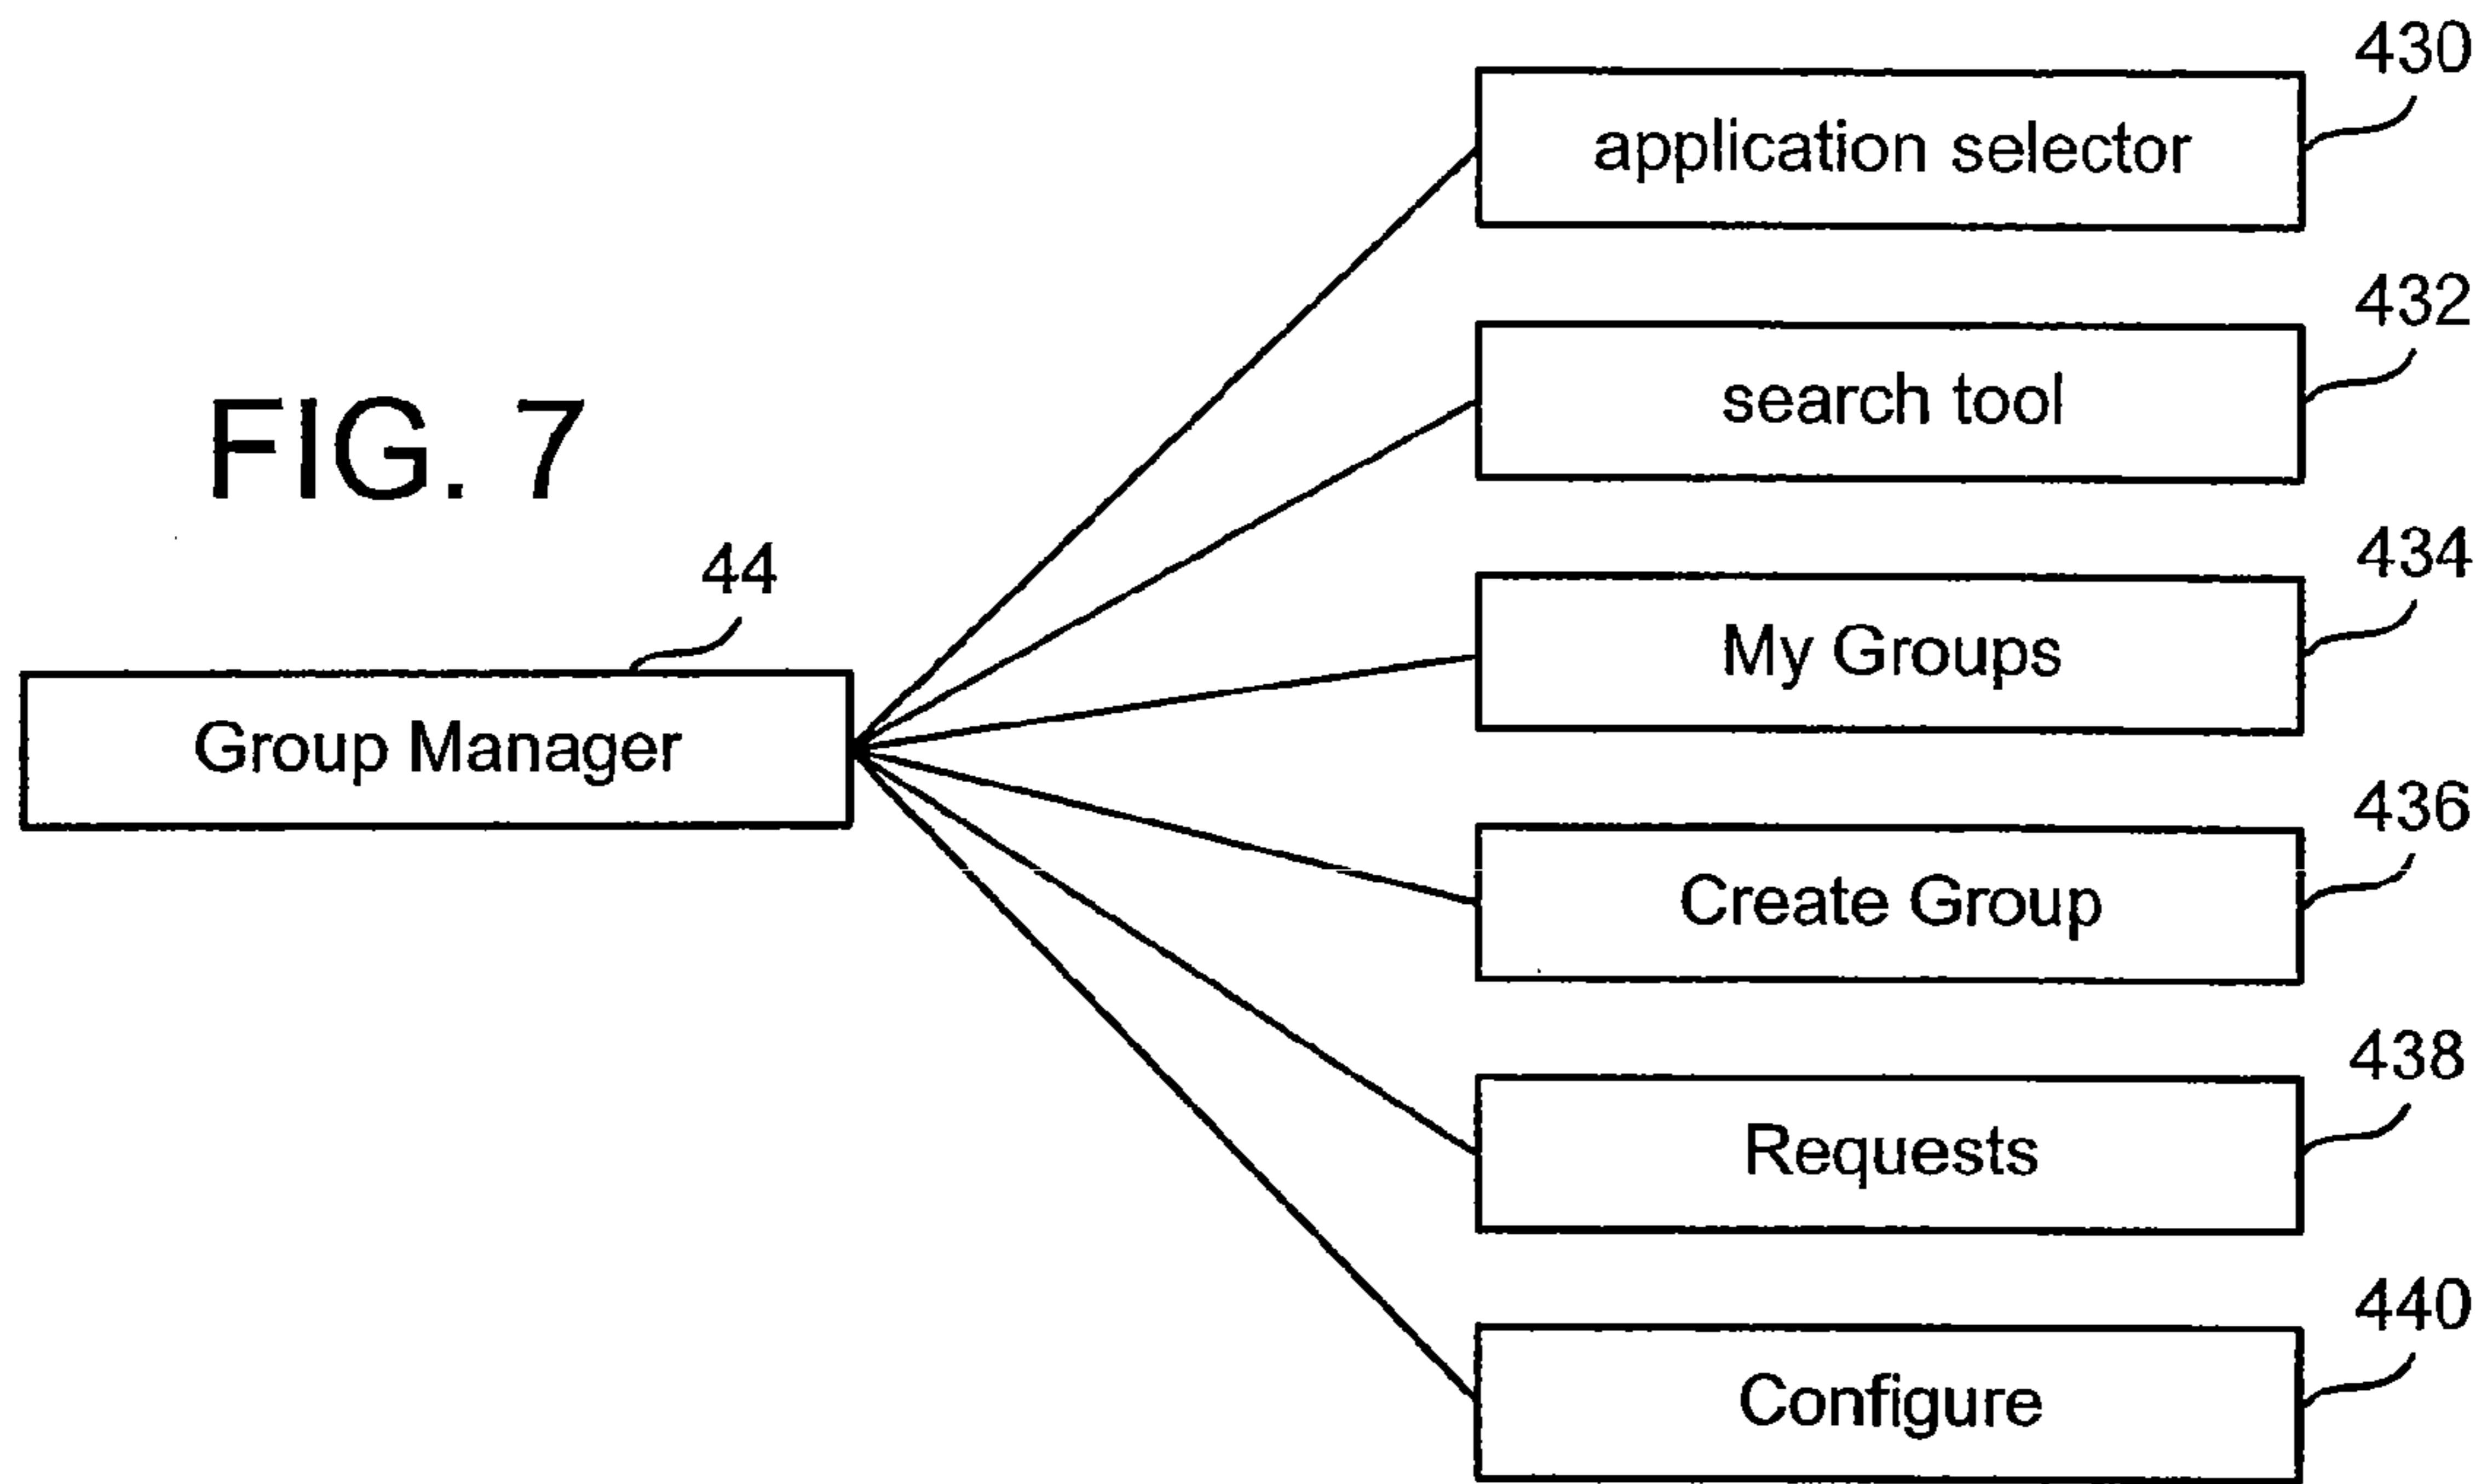 FIG. 7
44
Group Manager
430
application selector
432
search tool
434
My Groups
436
Create Group
438
Requests
440
Configure